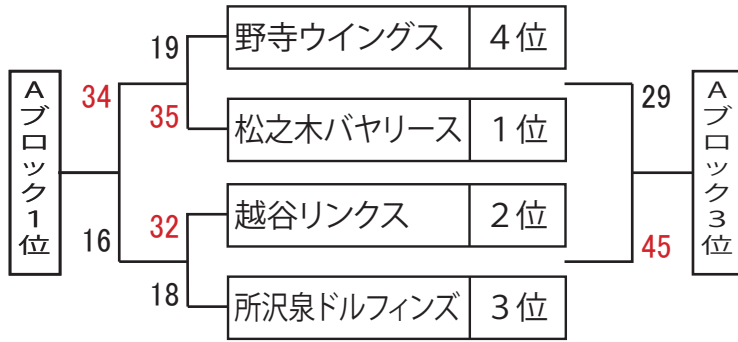 Aブロック1位
34
16
19
35
32
18
野寺ウイングス 4位
松之木バヤリース 1位
越谷リンクス 2位
所沢泉ドルフィンズ 3位
29
45
Aブロック3位